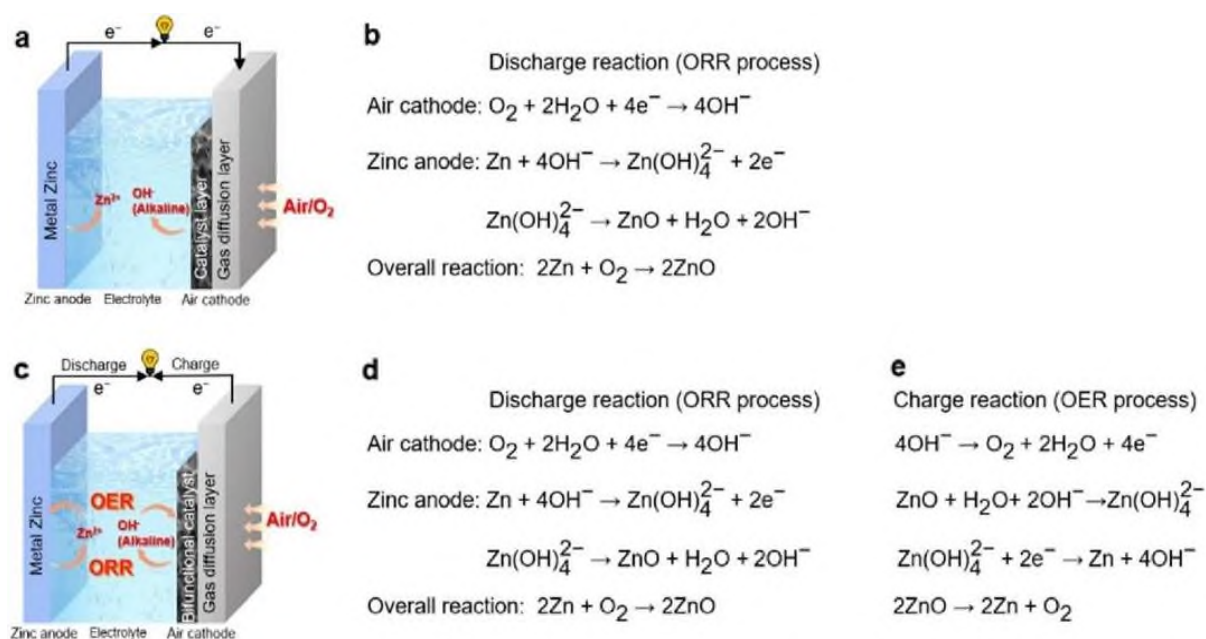 a
e⁻ e⁻
Metal Zinc
Zn²⁺
OH⁻
(Alkaline)
Catalyst layer
Gas diffusion layer
Air/O₂
Zinc anode Electrolyte Air cathode
b
Discharge reaction (ORR process)
Air cathode: O₂ + 2H₂O + 4e⁻ → 4OH⁻
Zinc anode: Zn + 4OH⁻ → Zn(OH)₄²⁻ + 2e⁻
Zn(OH)₄²⁻ → ZnO + H₂O + 2OH⁻
Overall reaction: 2Zn + O₂ → 2ZnO
c
Discharge Charge
e⁻ e⁻
Metal Zinc
OER
Zn²⁺
OH⁻
(Alkaline)
ORR
Bifunctional catalyst
Gas diffusion layer
Air/O₂
Zinc anode Electrolyte Air cathode
d
Discharge reaction (ORR process)
Air cathode: O₂ + 2H₂O + 4e⁻ → 4OH⁻
Zinc anode: Zn + 4OH⁻ → Zn(OH)₄²⁻ + 2e⁻
Zn(OH)₄²⁻ → ZnO + H₂O + 2OH⁻
Overall reaction: 2Zn + O₂ → 2ZnO
e
Charge reaction (OER process)
4OH⁻ → O₂ + 2H₂O + 4e⁻
ZnO + H₂O+ 2OH⁻→Zn(OH)₄²⁻
Zn(OH)₄²⁻ + 2e⁻ → Zn + 4OH⁻
2ZnO → 2Zn + O₂